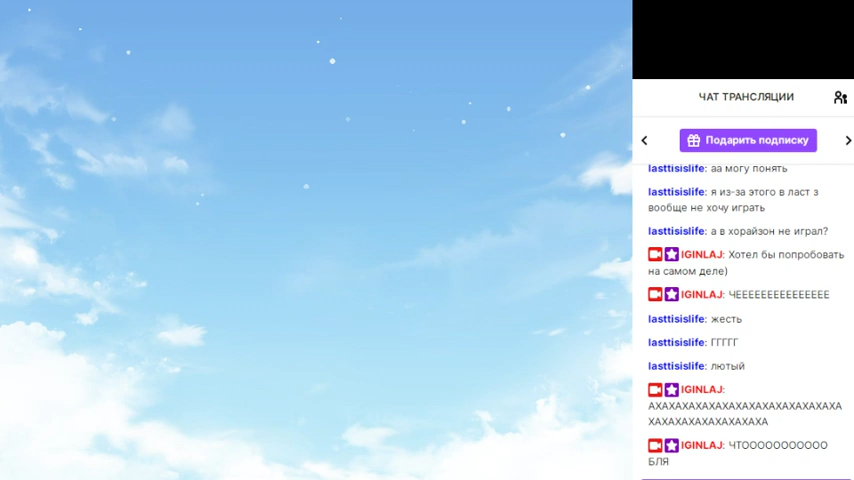 ЧАТ ТРАНСЛЯЦИИ
Подарить подписку
lasttisislife: аа могу понять
lasttisislife: я из-за этого в ласт з
вообще не хочу играть
lasttisislife: а в хорайзон не играл?
IGINLAJ: Хотел бы попробовать
на самом деле)
IGINLAJ: ЧЕЕЕЕЕЕЕЕЕЕЕЕЕЕЕ
lasttisislife: жесть
lasttisislife: ГГГГГ
lasttisislife: лютый
IGINLAJ:
АХАХАХАХАХАХАХАХАХАХАХАХАХАХА
ХАХАХАХАХАХАХАХАХА
IGINLAJ: ЧТООООООООООО
БЛЯ